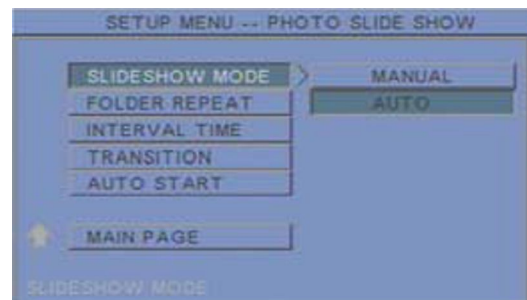 SETUP MENU -- PHOTO SLIDE SHOW
SLIDESHOW MODE
MANUAL
FOLDER REPEAT
AUTO
INTERVAL TIME
TRANSITION
AUTO START
MAIN PAGE
SLIDESHOW MODE